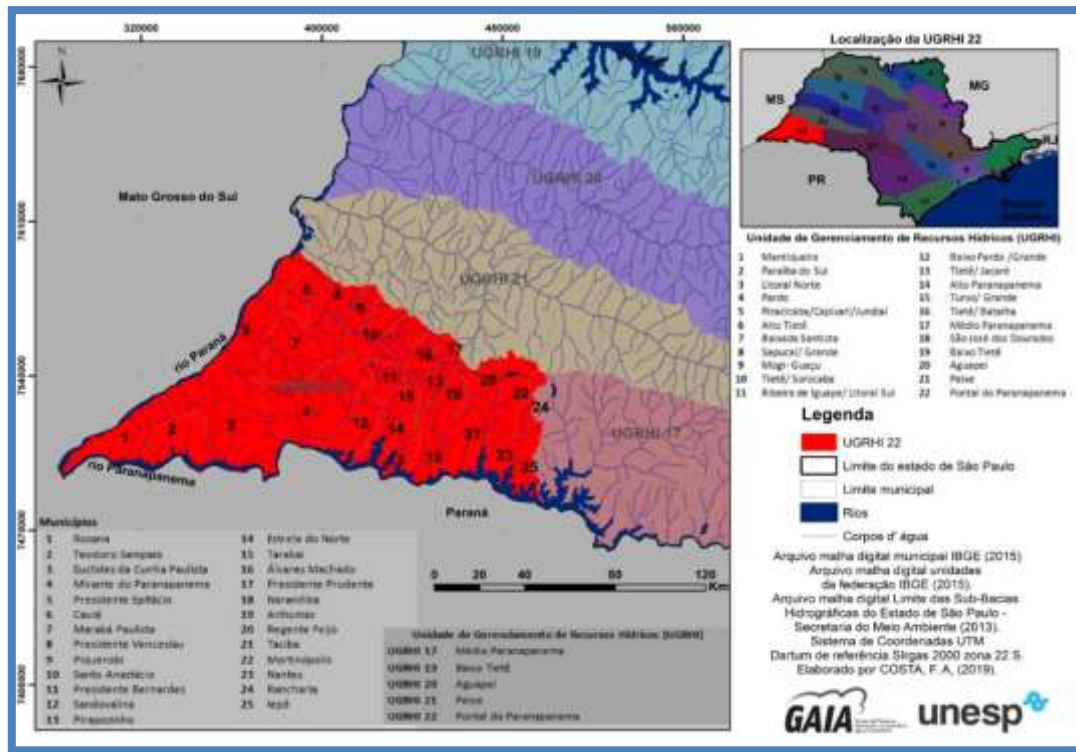 320000 400000 480000 560000
7680000
7610000
7540000
7470000
7400000
N
UGRHI 19
UGRHI 20
UGRHI 21
UGRHI 17
Mato Grosso do Sul
rio Paraná
rio Paranapanema
Paraná
0 20 40 80 120
Km
Municípios
1 Rosana
2 Teodoro Sampaio
3 Euclides da Cunha Paulista
4 Mirante do Paranapanema
5 Presidente Epitácio
6 Caiuá
7 Marabá Paulista
8 Presidente Venceslau
9 Piquerobi
10 Santo Anastácio
11 Presidente Bernardes
12 Sandovalina
13 Pirapozinho
14 Estrela do Norte
15 Tarabai
16 Álvares Machado
17 Presidente Prudente
18 Narandiba
19 Anhumas
20 Regente Feijó
21 Taciba
22 Martinópolis
23 Nantes
24 Rancharia
25 Iepê
Unidade de Gerenciamento de Recursos Hídricos (UGRHI)
UGRHI 17 Médio Paranapanema
UGRHI 19 Baixo Tietê
UGRHI 20 Aguapeí
UGRHI 21 Peixe
UGRHI 22 Pontal do Paranapanema
Localização da UGRHI 22
MS
MG
RJ
PR
Unidade de Gerenciamento de Recursos Hídricos (UGRHI)
1 Mantiqueira
2 Paraíba do Sul
3 Litoral Norte
4 Pardo
5 Piracicaba/Capivari/Jundiaí
6 Alto Tietê
7 Baixada Santista
8 Sapucaí/ Grande
9 Mogi-Guaçu
10 Tietê/ Sorocaba
11 Ribeira de Iguape/ Litoral Sul
12 Baixo Pardo /Grande
13 Tietê/ Jacaré
14 Alto Paranapanema
15 Turvo/ Grande
16 Tietê/ Batalha
17 Médio Paranapanema
18 São José dos Dourados
19 Baixo Tietê
20 Aguapeí
21 Peixe
22 Pontal do Paranapanema
Legenda
UGRHI 22
Limite do estado de São Paulo
Limite municipal
Rios
Corpos d' água
Arquivo malha digital municipal IBGE (2015)
Arquivo malha digital unidades
da federação IBGE (2015).
Arquivo malha digital Limite das Sub-Bacias
Hidrográficas do Estado de São Paulo -
Secretaria do Meio Ambiente (2013).
Sistema de Coordenadas UTM
Dartum de referência Sirgas 2000 zona 22 S.
Elaborado por COSTA, F. A, (2019).
GAIA
unesp